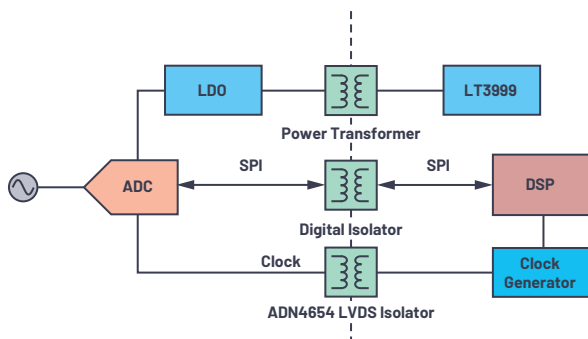 LDO
LT3999
Power Transformer
SPI
SPI
ADC
DSP
Digital Isolator
Clock
Clock
Generator
ADN4654 LVDS Isolator